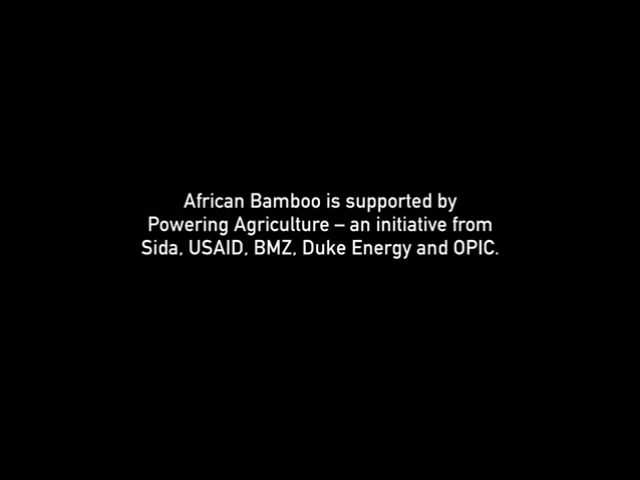 African Bamboo is supported by
Powering Agriculture – an initiative from
Sida, USAID, BMZ, Duke Energy and OPIC.